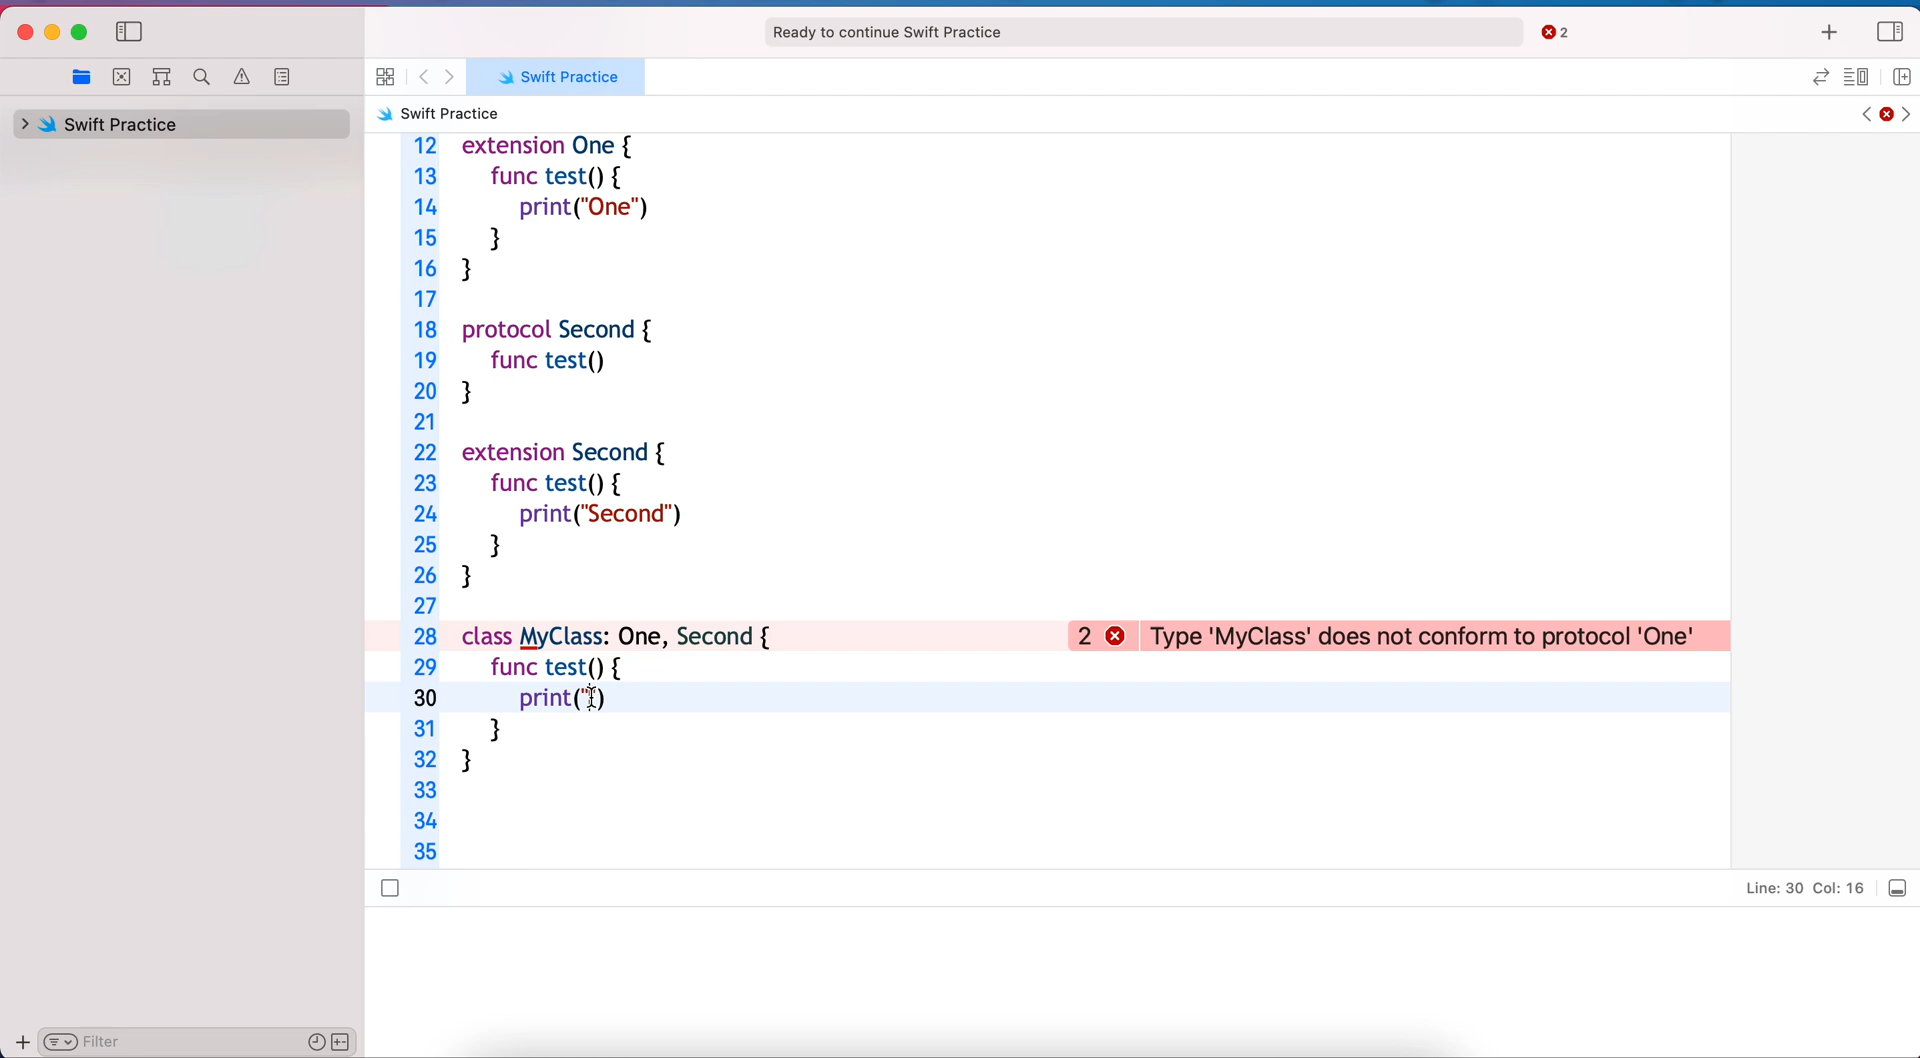 Ready to continue Swift Practice
2
Swift Practice
Swift Practice
Swift Practice
12 extension One {
13 func test() {
14 print("One")
15 }
16 }
17
18 protocol Second {
19 func test()
20 }
21
22 extension Second {
23 func test() {
24 print("Second")
25 }
26 }
27
28 class MyClass: One, Second {
2 Type 'MyClass' does not conform to protocol 'One'
29 func test() {
30 print("")
31 }
32 }
33
34
35
Line: 30 Col: 16
Filter